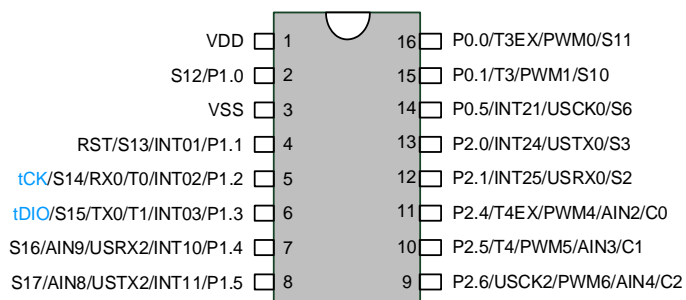 VDD 1 16 P0.0/T3EX/PWM0/S11
S12/P1.0 2 15 P0.1/T3/PWM1/S10
VSS 3 14 P0.5/INT21/USCK0/S6
RST/S13/INT01/P1.1 4 13 P2.0/INT24/USTX0/S3
tCK/S14/RX0/T0/INT02/P1.2 5 12 P2.1/INT25/USRX0/S2
tDIO/S15/TX0/T1/INT03/P1.3 6 11 P2.4/T4EX/PWM4/AIN2/C0
S16/AIN9/USRX2/INT10/P1.4 7 10 P2.5/T4/PWM5/AIN3/C1
S17/AIN8/USTX2/INT11/P1.5 8 9 P2.6/USCK2/PWM6/AIN4/C2